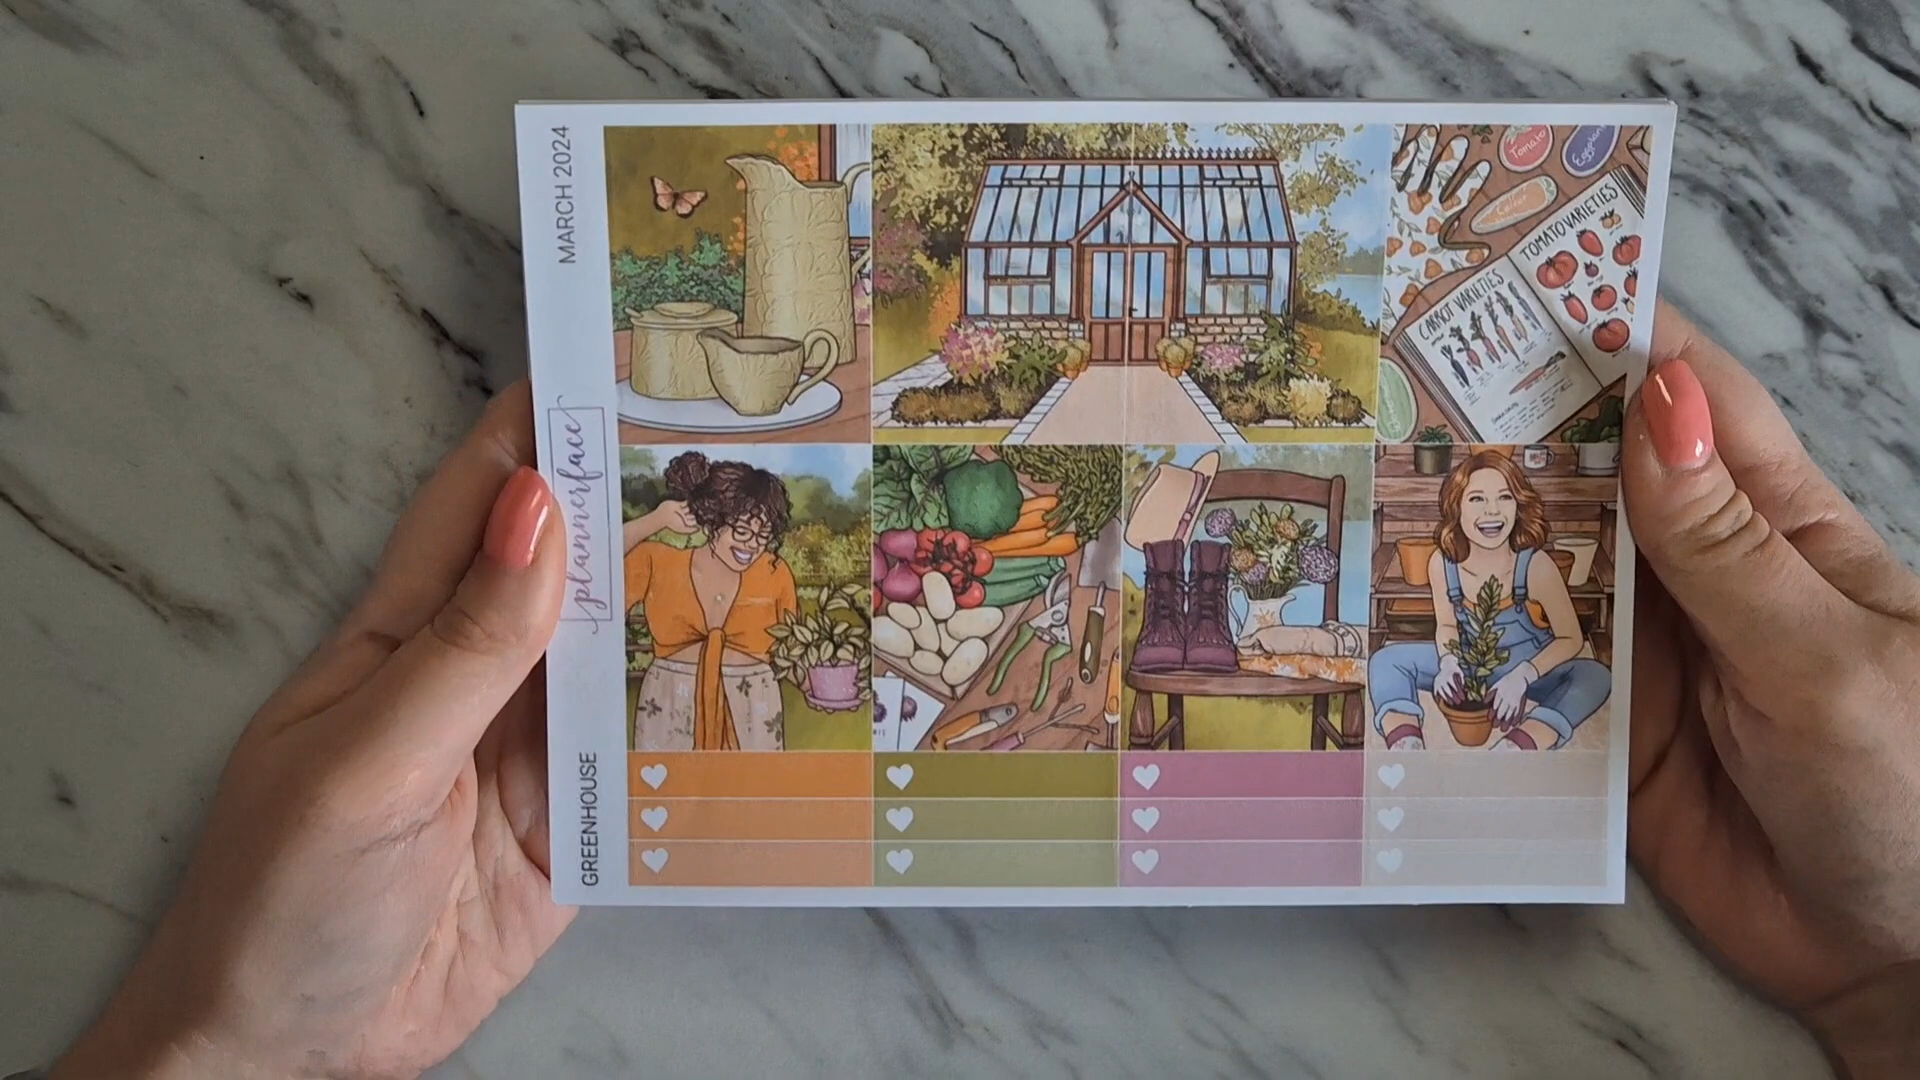 MARCH 2024
plannerface
GREENHOUSE
Tomato
Eggplant
CARROT VARIETIES
TOMATO VARIETIES